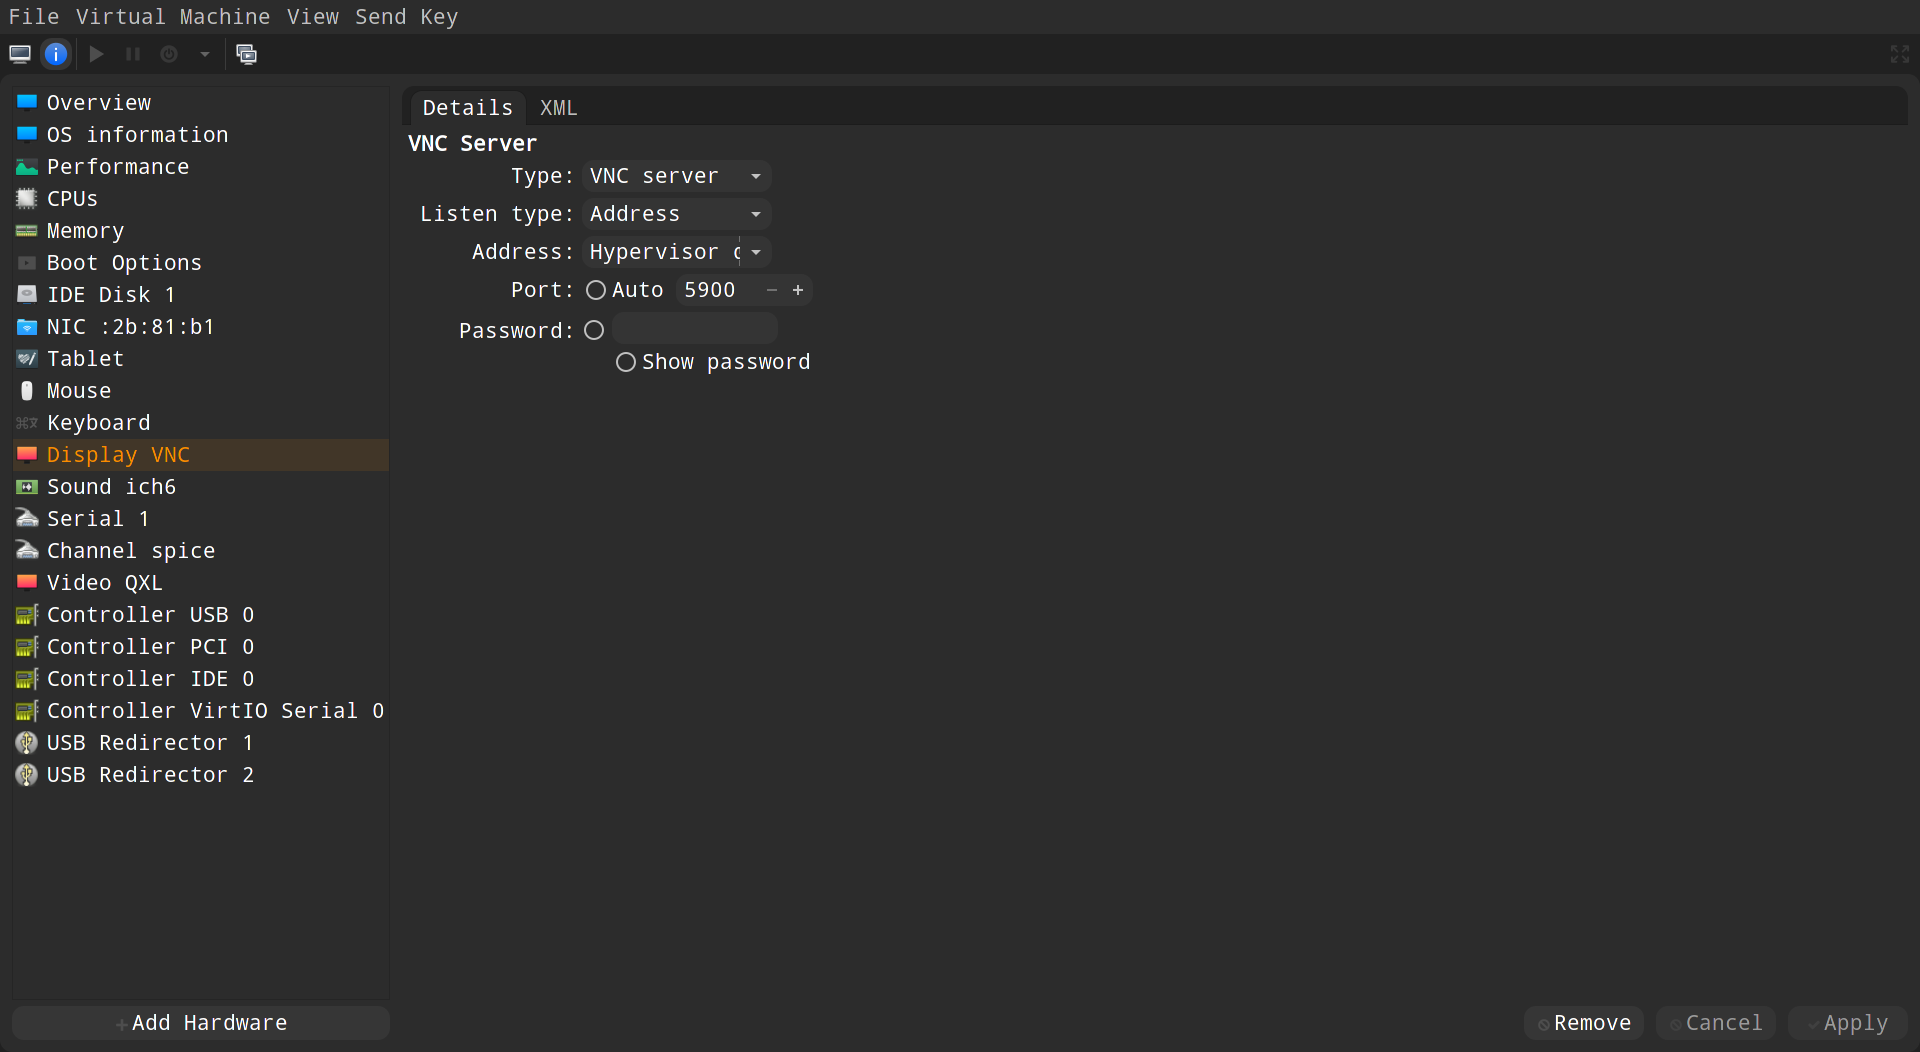 File Virtual Machine View Send Key
Overview
OS information
Performance
CPUs
Memory
Boot Options
IDE Disk 1
NIC :2b:81:b1
Tablet
Mouse
Keyboard
Display VNC
Sound ich6
Serial 1
Channel spice
Video QXL
Controller USB 0
Controller PCI 0
Controller IDE 0
Controller VirtIO Serial 0
USB Redirector 1
USB Redirector 2
Add Hardware
Details XML
VNC Server
Type: VNC server
Listen type: Address
Address: Hypervisor
Port: Auto 5900 − +
Password:
Show password
Remove Cancel Apply